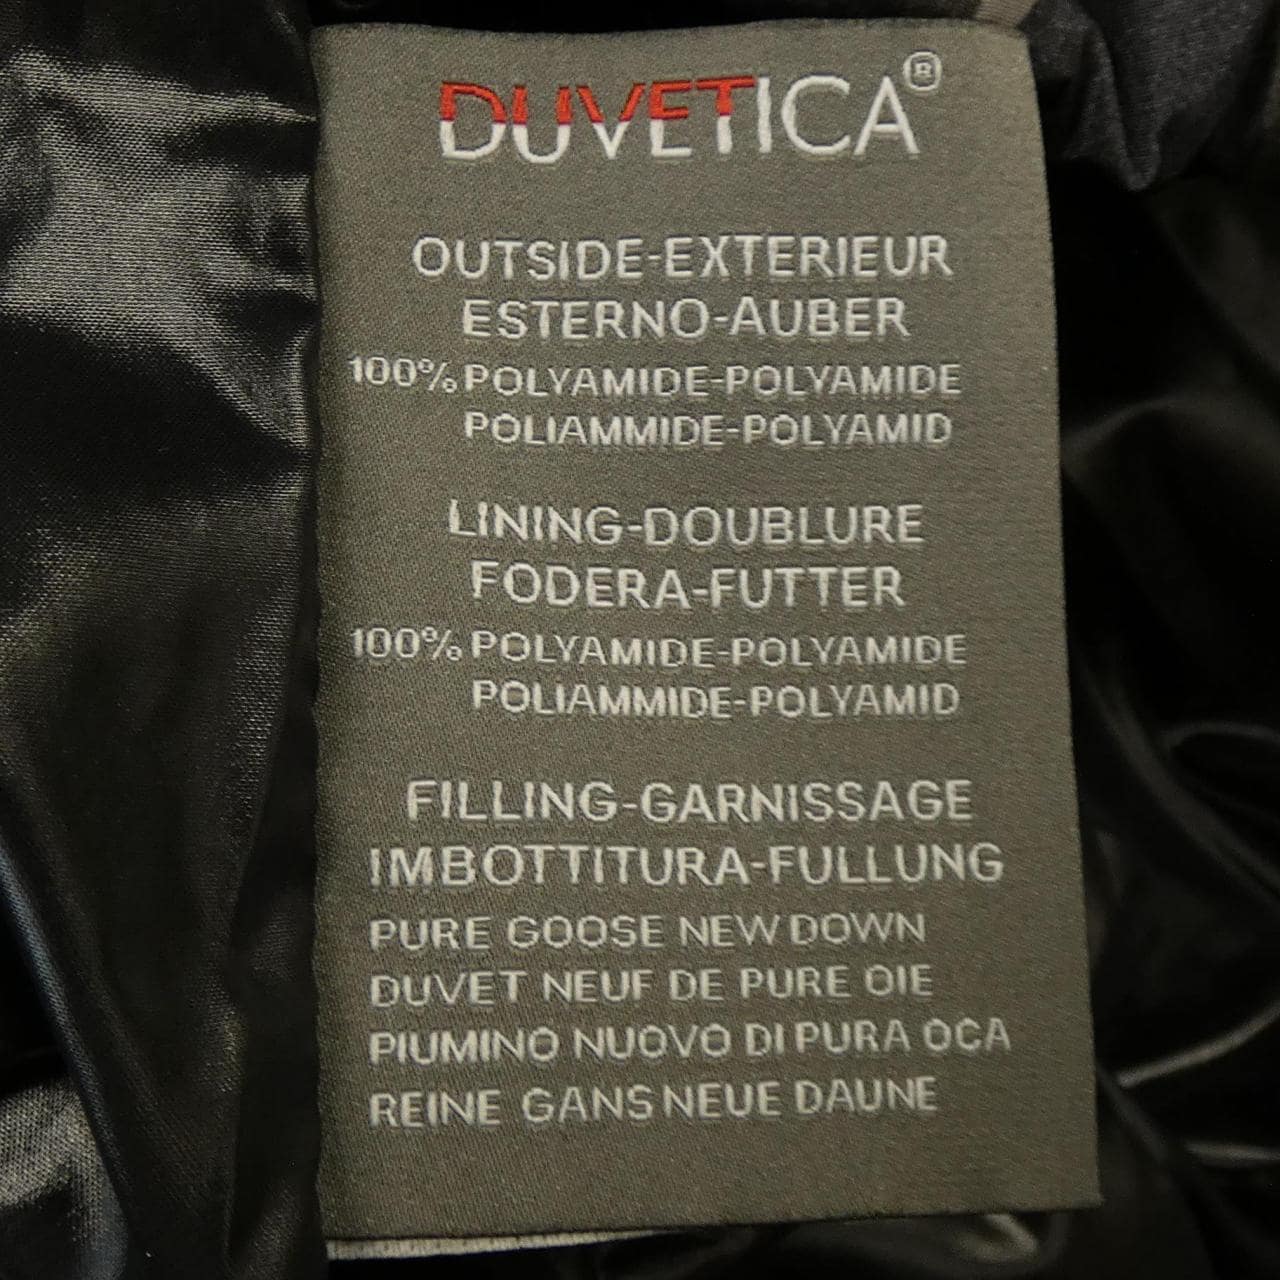 DUVETICA®
OUTSIDE-EXTERIEUR
ESTERNO-AUBER
100% POLYAMIDE-POLYAMIDE
POLIAMMIDE-POLYAMID
LINING-DOUBLURE
FODERA-FUTTER
100% POLYAMIDE-POLYAMIDE
POLIAMMIDE-POLYAMID
FILLING-GARNISSAGE
IMBOTTITURA-FULLUNG
PURE GOOSE NEW DOWN
DUVET NEUF DE PURE OIE
PIUMINO NUOVO DI PURA OCA
REINE GANS NEUE DAUNE